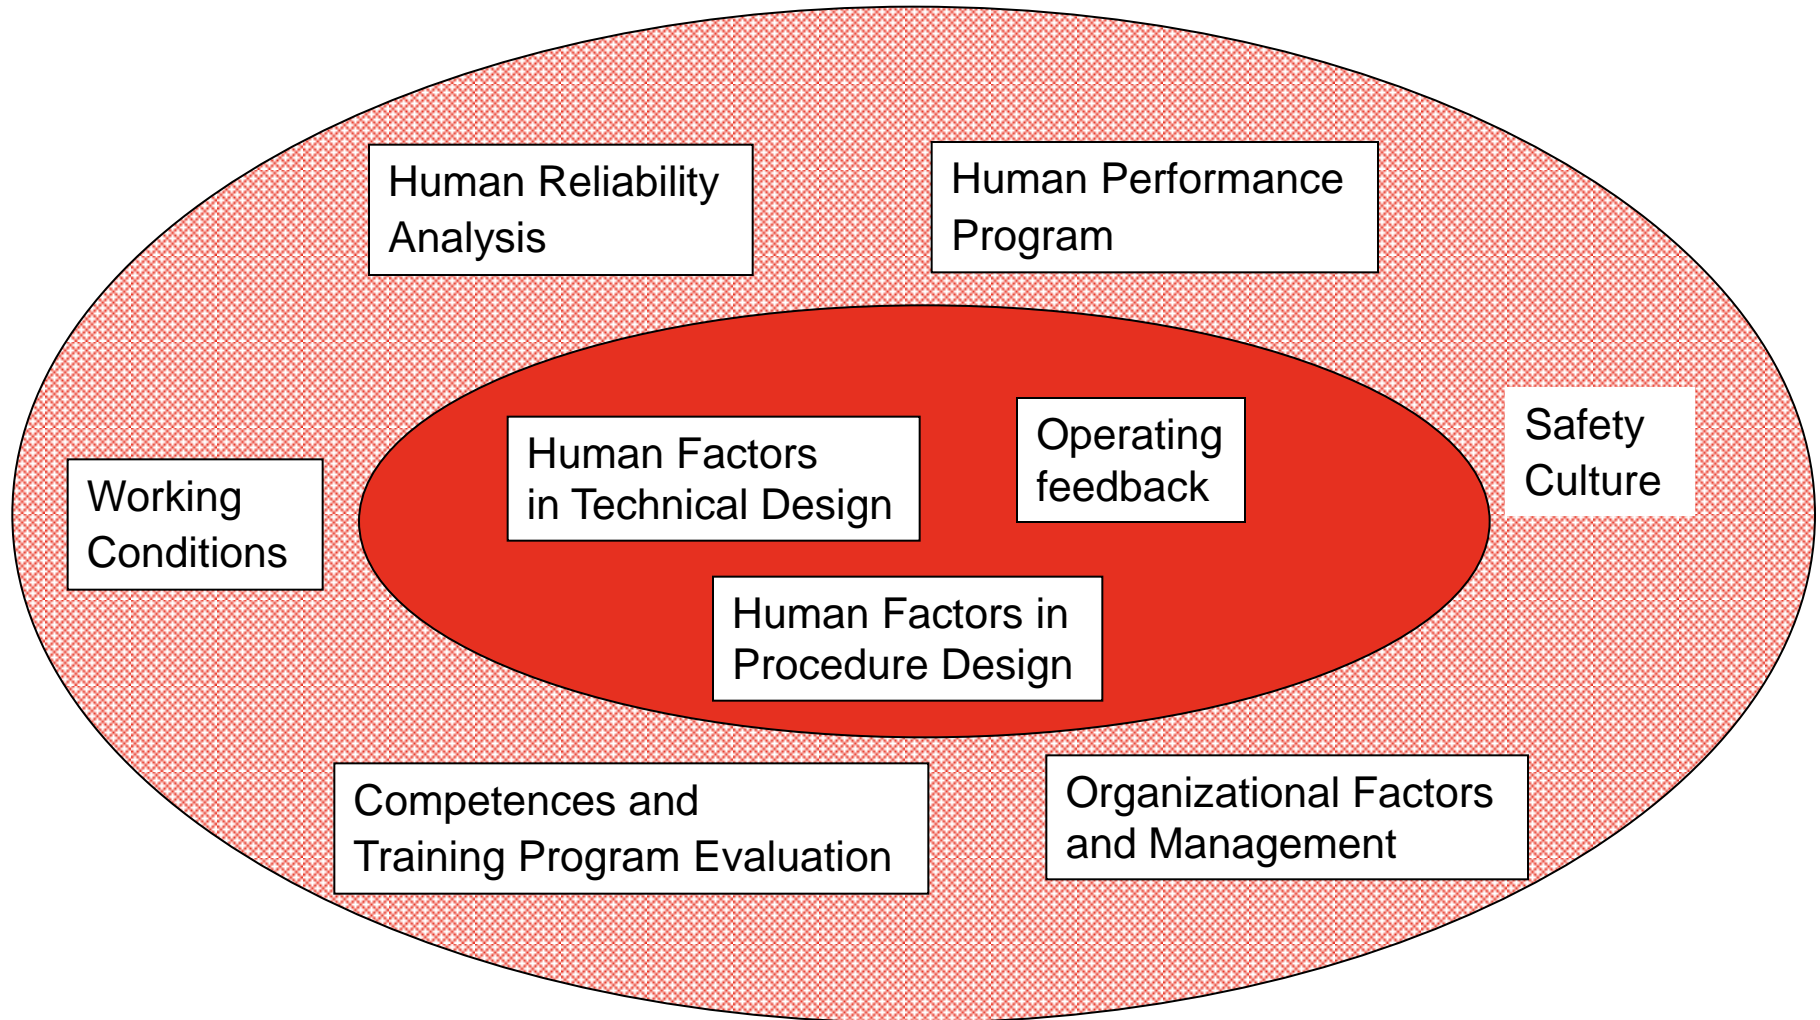 Human Reliability
Analysis
Human Performance
Program
Human Factors
in Technical Design
Operating
feedback
Safety
Culture
Working
Conditions
Human Factors in
Procedure Design
Competences and
Training Program Evaluation
Organizational Factors
and Management